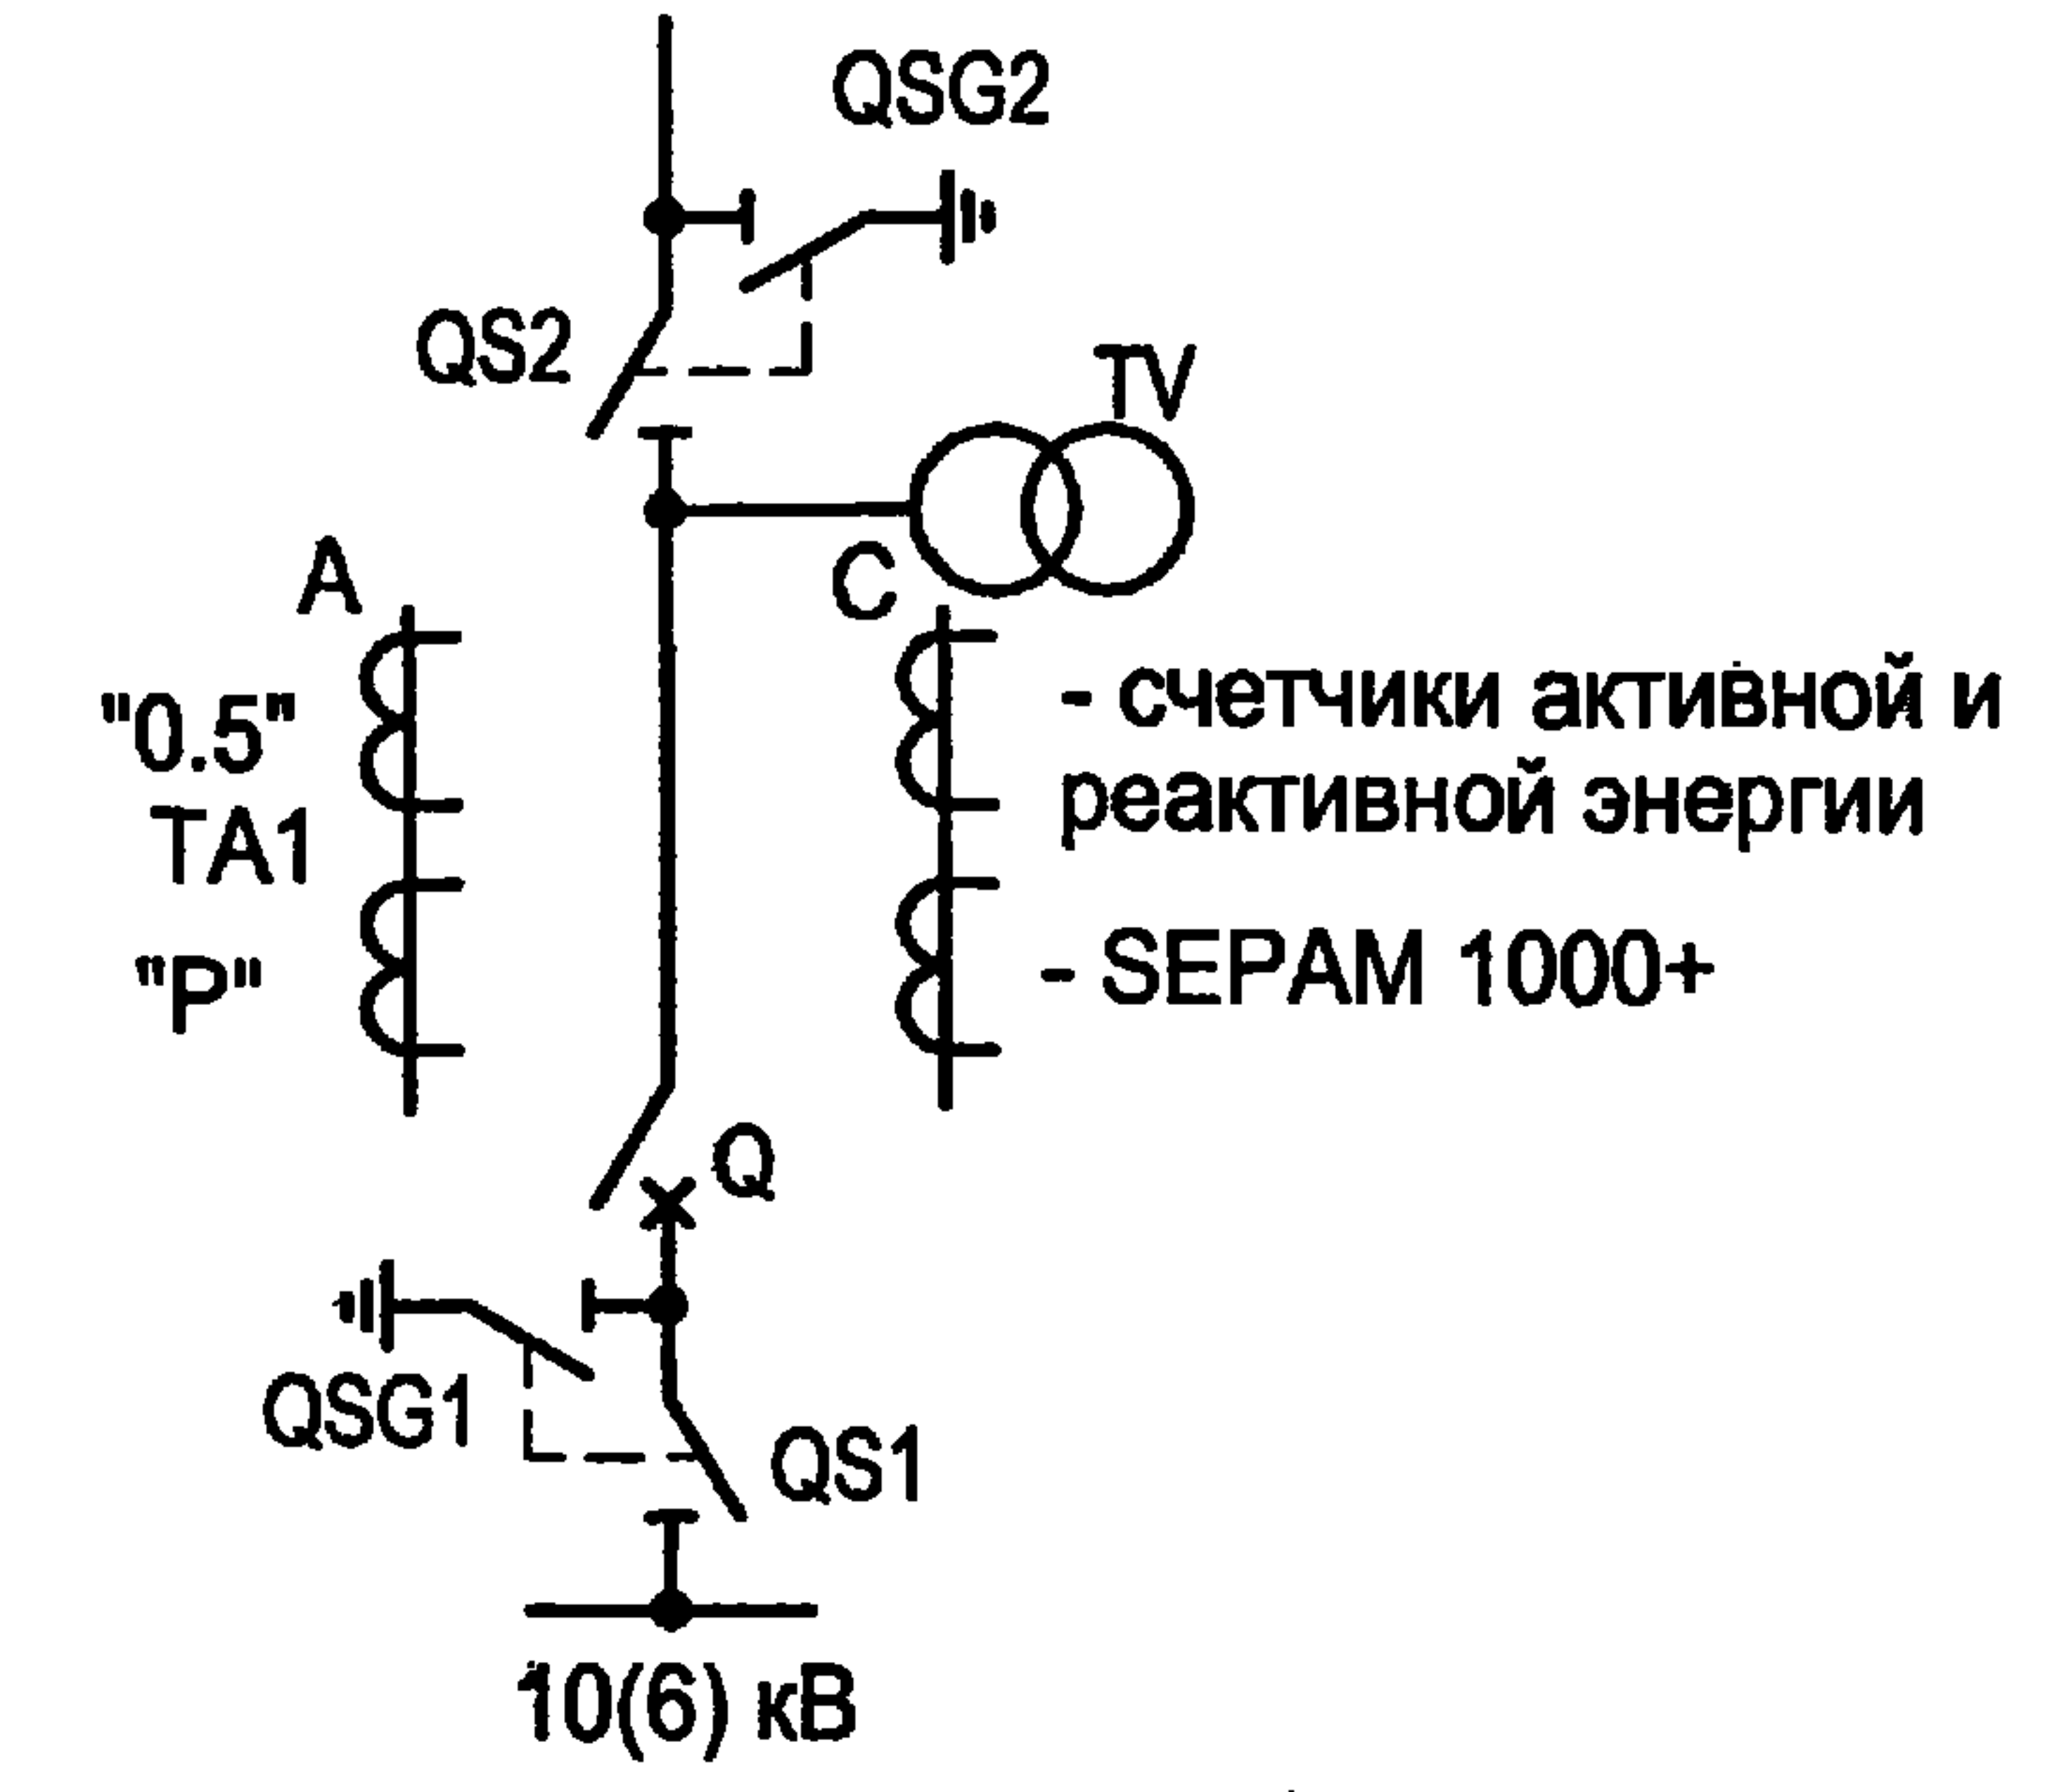 QSG2
QS2
TV
A
C
"0.5"
- счетчики активной и
реактивной энергии
TA1
"P"
- SEPAM 1000+
Q
QSG1
QS1
10(6) кВ